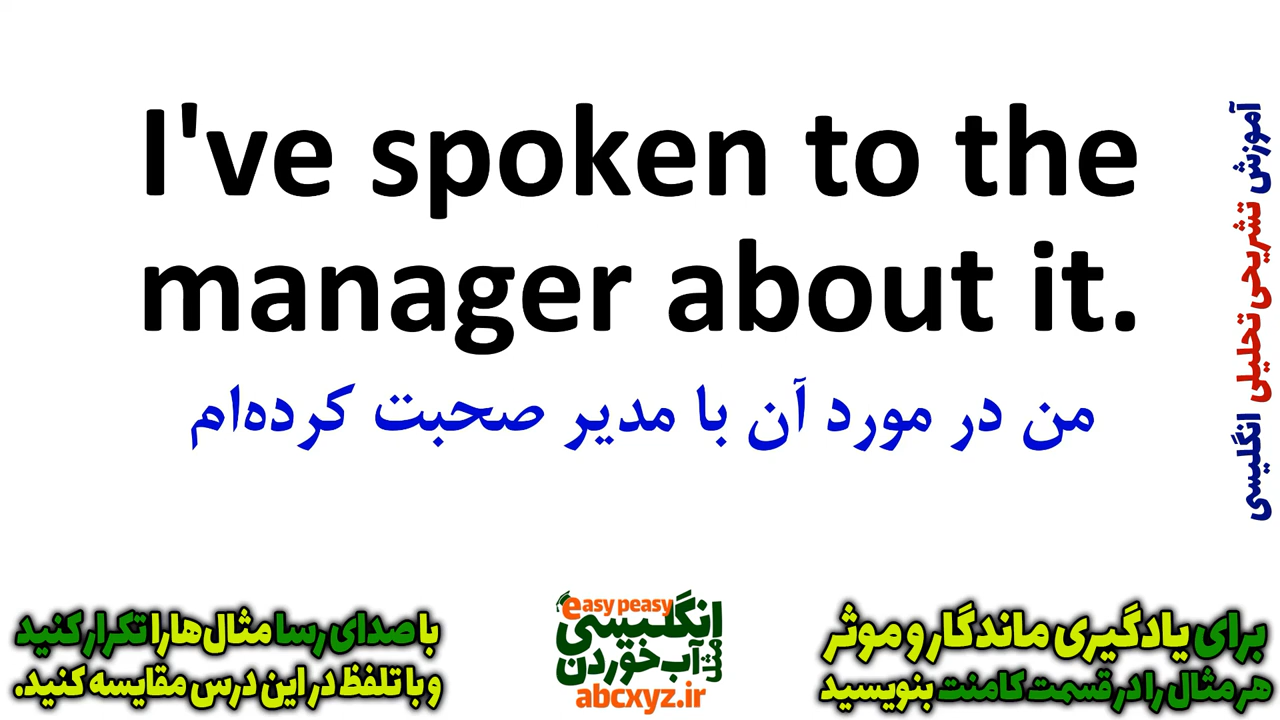 I've spoken to the
manager about it.
من در مورد آن با مدیر صحبت کرده‌ام
آموزش تشریحی تحلیلی انگلیسی
برای یادگیری ماندگار و موثر
هر مثال را در قسمت کامنت بنویسید
easy peasy
انگلیسی
مثل
آب خوردن
abcxyz.ir
با صدای رسا مثال‌ها را تکرار کنید
و با تلفظ در این درس مقایسه کنید.